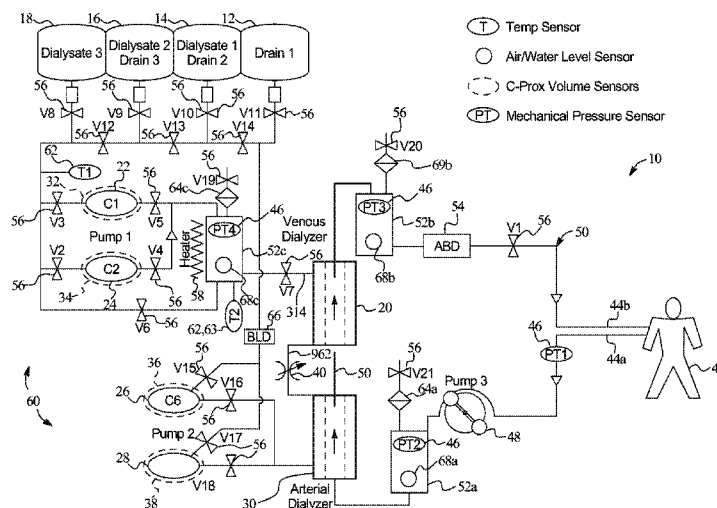 18
16
14
12
Dialysate 3
Dialysate 2
Drain 3
Dialysate 1
Drain 2
Drain 1
T Temp Sensor
Air/Water Level Sensor
C-Prox Volume Sensors
PT Mechanical Pressure Sensor
56
56
56
56
V8
V9
V10
V11
56
V12
56
V13
56
V14
62
T1
56
V20
69b
10
22
32
C1
56
V3
56
V5
56
V19
64c
46
PT4
Venous Dialyzer
PT3
46
52b
54
ABD
V1
56
50
68b
Pump 1
V2
56
C2
V4
56
34
24
Heater
58
52c
56
V7
314
68c
20
V6
56
62,63
T2
66
BLD
44b
44a
46
PT1
60
36
V15
56
V16
26
C6
56
962
40
50
56
V21
64a
Pump 3
48
Pump 2
V17
56
28
V18
38
30
Arterial
Dialyzer
PT2
46
68a
52a